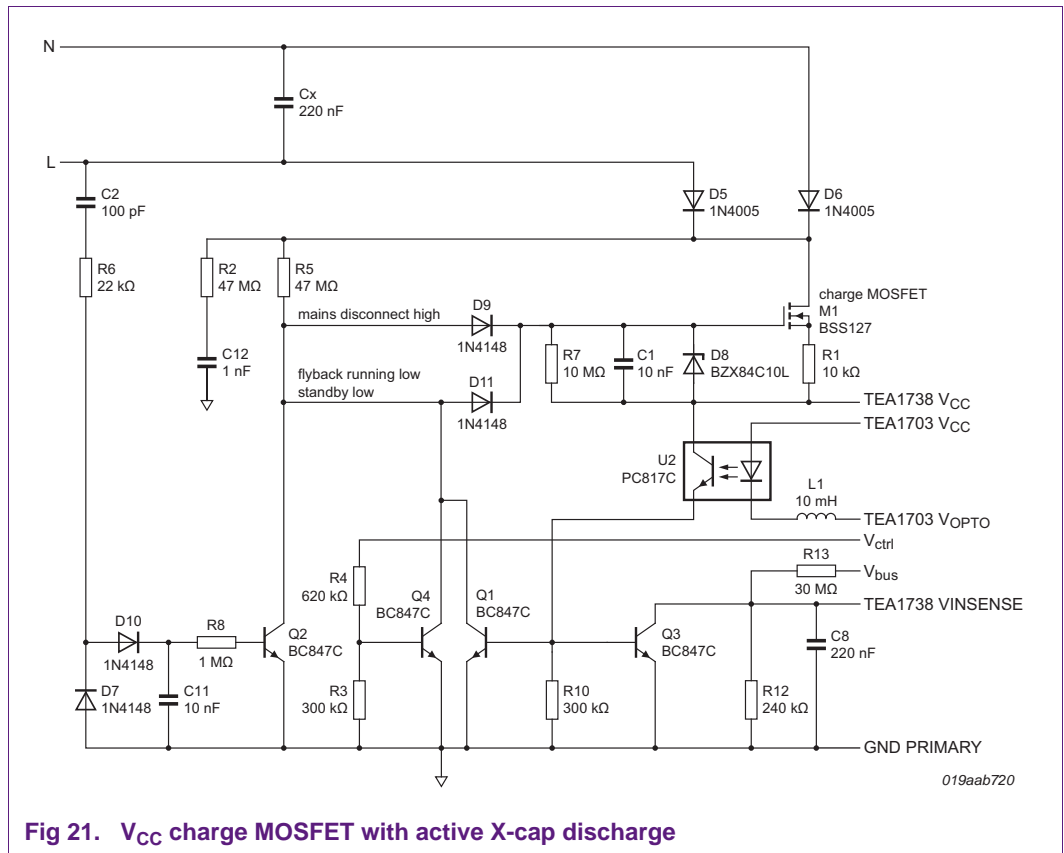 N
Cx
220 nF
L
C2
100 pF
D5
1N4005
D6
1N4005
R6
22 kΩ
R2
47 MΩ
R5
47 MΩ
charge MOSFET
M1
BSS127
mains disconnect high
D9
1N4148
C12
1 nF
R7
10 MΩ
C1
10 nF
D8
BZX84C10L
R1
10 kΩ
flyback running low
standby low
D11
1N4148
TEA1738 VCC
TEA1703 VCC
U2
PC817C
L1
10 mH
TEA1703 VOPTO
Vctrl
R13
30 MΩ
Vbus
TEA1738 VINSENSE
R4
620 kΩ
Q4
BC847C
Q1
BC847C
D10
1N4148
R8
1 MΩ
Q2
BC847C
Q3
BC847C
C8
220 nF
D7
1N4148
C11
10 nF
R3
300 kΩ
R10
300 kΩ
R12
240 kΩ
GND PRIMARY
019aab720
Fig 21. VCC charge MOSFET with active X-cap discharge